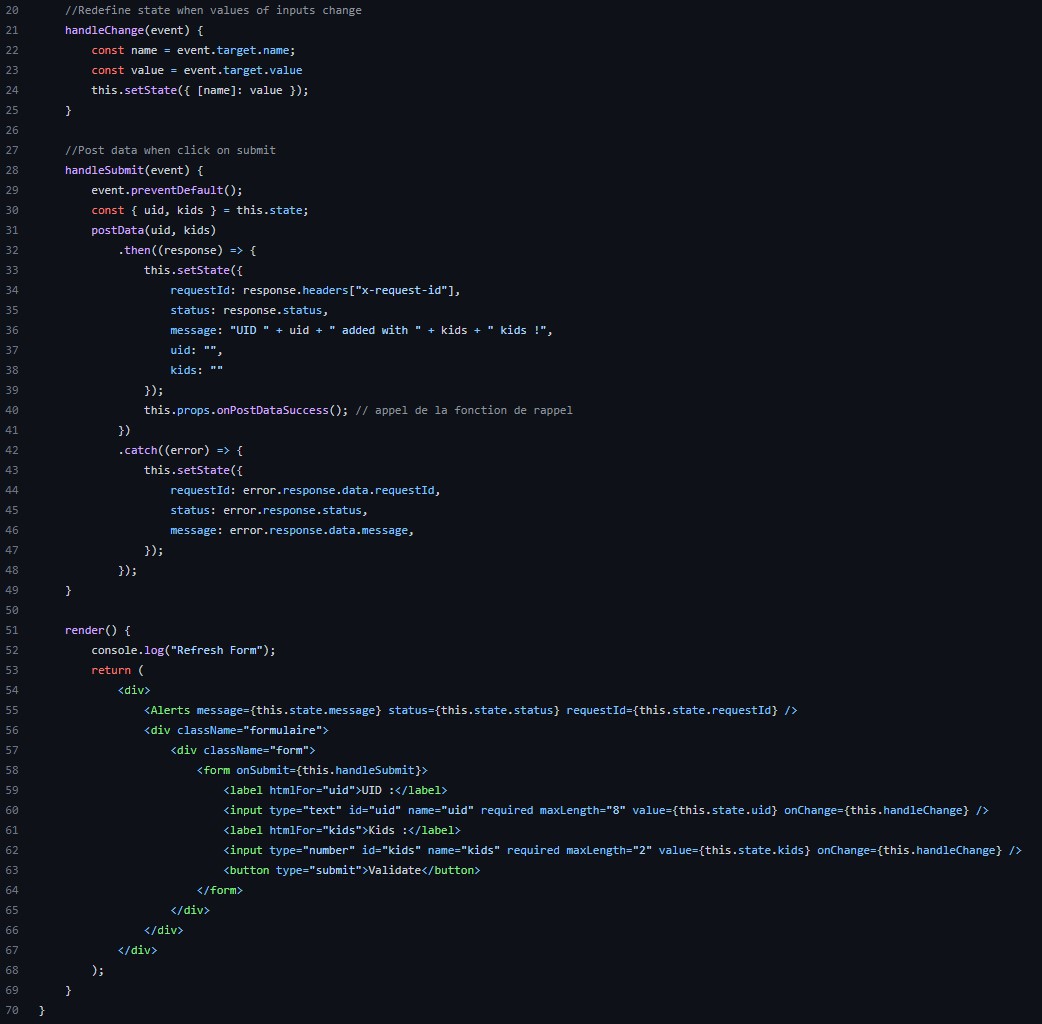 20 //Redefine state when values of inputs change
21 handleChange(event) {
22 const name = event.target.name;
23 const value = event.target.value
24 this.setState({ [name]: value });
25 }
26
27 //Post data when click on submit
28 handleSubmit(event) {
29 event.preventDefault();
30 const { uid, kids } = this.state;
31 postData(uid, kids)
32 .then((response) => {
33 this.setState({
34 requestId: response.headers["x-request-id"],
35 status: response.status,
36 message: "UID " + uid + " added with " + kids + " kids !",
37 uid: "",
38 kids: ""
39 });
40 this.props.onPostDataSuccess(); // appel de la fonction de rappel
41 })
42 .catch((error) => {
43 this.setState({
44 requestId: error.response.data.requestId,
45 status: error.response.status,
46 message: error.response.data.message,
47 });
48 });
49 }
50
51 render() {
52 console.log("Refresh Form");
53 return (
54 <div>
55 <Alerts message={this.state.message} status={this.state.status} requestId={this.state.requestId} />
56 <div className="formulaire">
57 <div className="form">
58 <form onSubmit={this.handleSubmit}>
59 <label htmlFor="uid">UID :</label>
60 <input type="text" id="uid" name="uid" required maxLength="8" value={this.state.uid} onChange={this.handleChange} />
61 <label htmlFor="kids">Kids :</label>
62 <input type="number" id="kids" name="kids" required maxLength="2" value={this.state.kids} onChange={this.handleChange} />
63 <button type="submit">Validate</button>
64 </form>
65 </div>
66 </div>
67 </div>
68 );
69 }
70 }